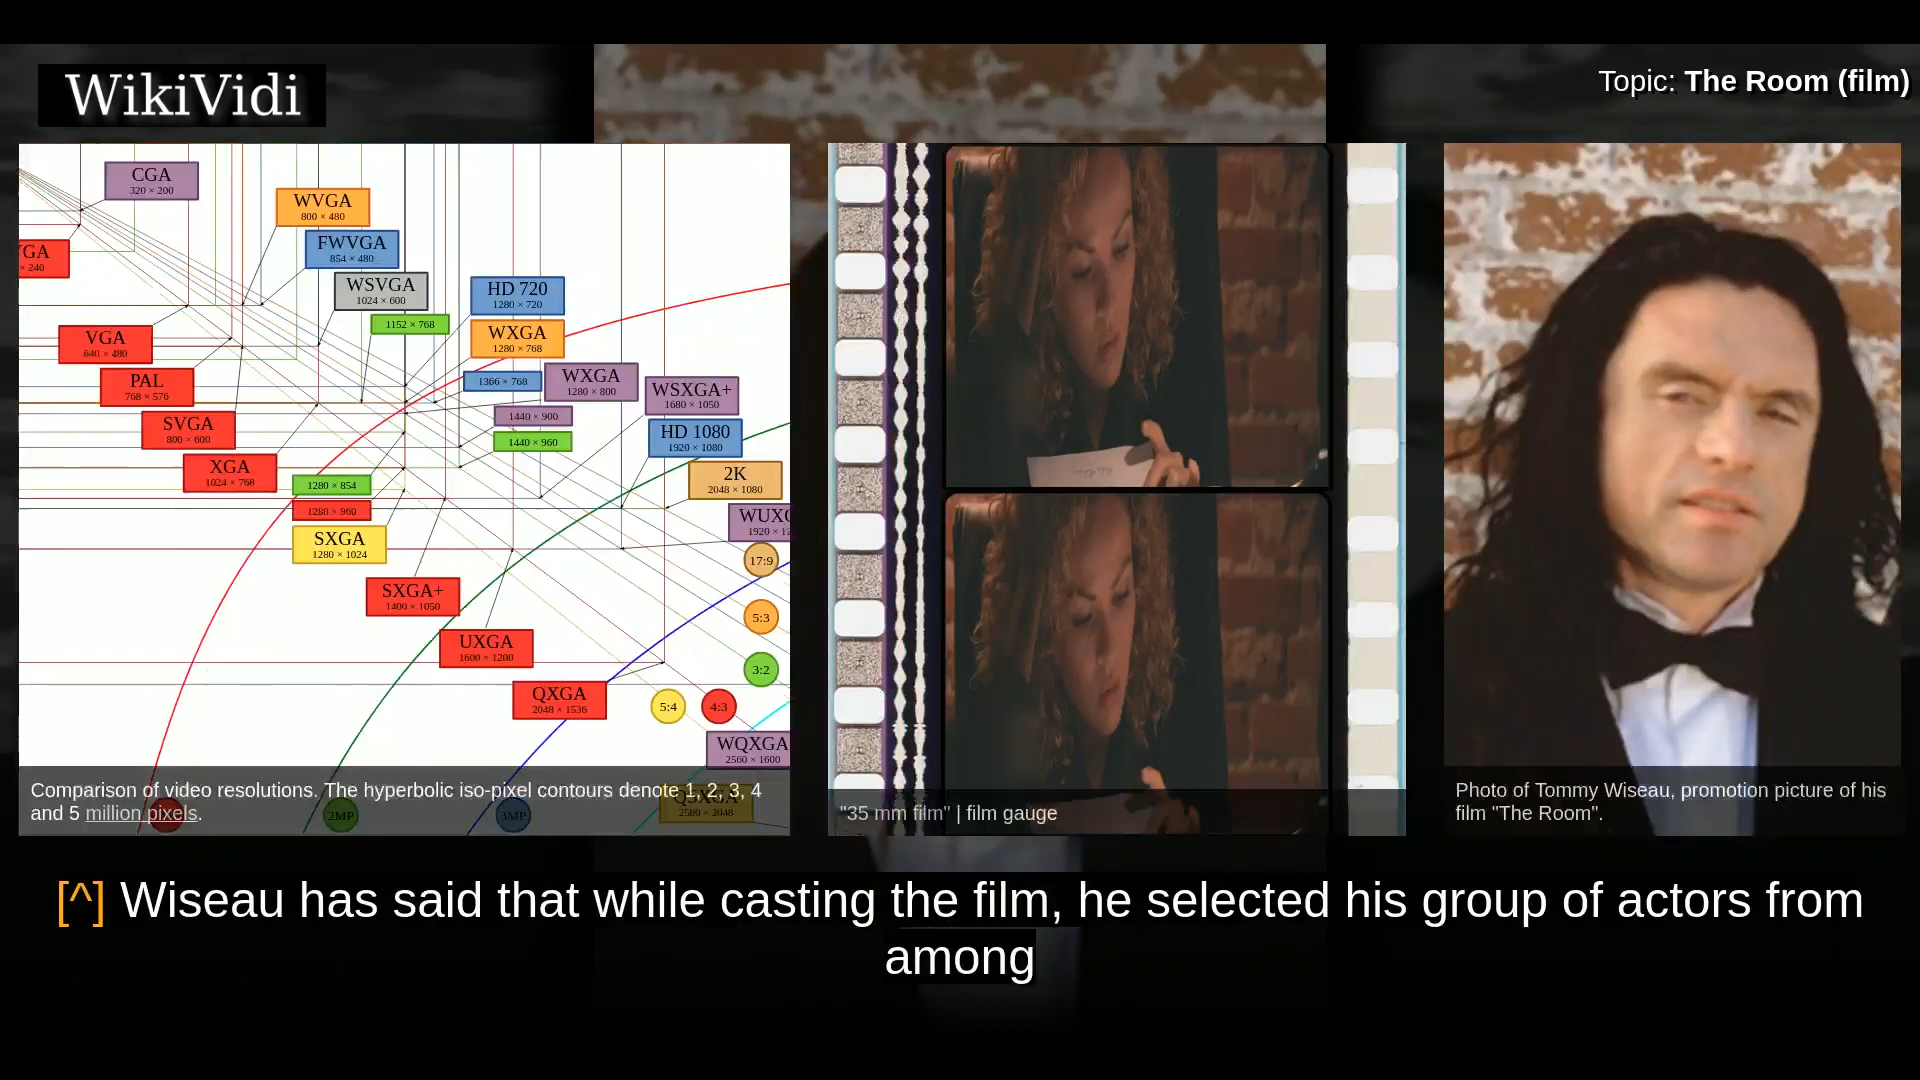 WikiVidi
Topic: The Room (film)
CGA
320 × 200
WVGA
800 × 480
FWVGA
854 × 480
WSVGA
1024 × 600
HD 720
1280 × 720
1152 × 768
WXGA
1280 × 768
VGA
640 × 480
PAL
768 × 576
1366 × 768
WXGA
1280 × 800
WSXGA+
1680 × 1050
SVGA
800 × 600
1440 × 900
1440 × 960
HD 1080
1920 × 1080
XGA
1024 × 768
1280 × 854
1280 × 960
2K
2048 × 1080
SXGA
1280 × 1024
17:9
SXGA+
1400 × 1050
5:3
UXGA
1600 × 1200
3:2
QXGA
2048 × 1536
5:4
4:3
WQXGA
2560 × 1600
QSXGA
2560 × 2048
2MP
3MP
Comparison of video resolutions. The hyperbolic iso-pixel contours denote 1, 2, 3, 4
and 5 million pixels.
"35 mm film" | film gauge
Photo of Tommy Wiseau, promotion picture of his
film "The Room".
[^] Wiseau has said that while casting the film, he selected his group of actors from
among